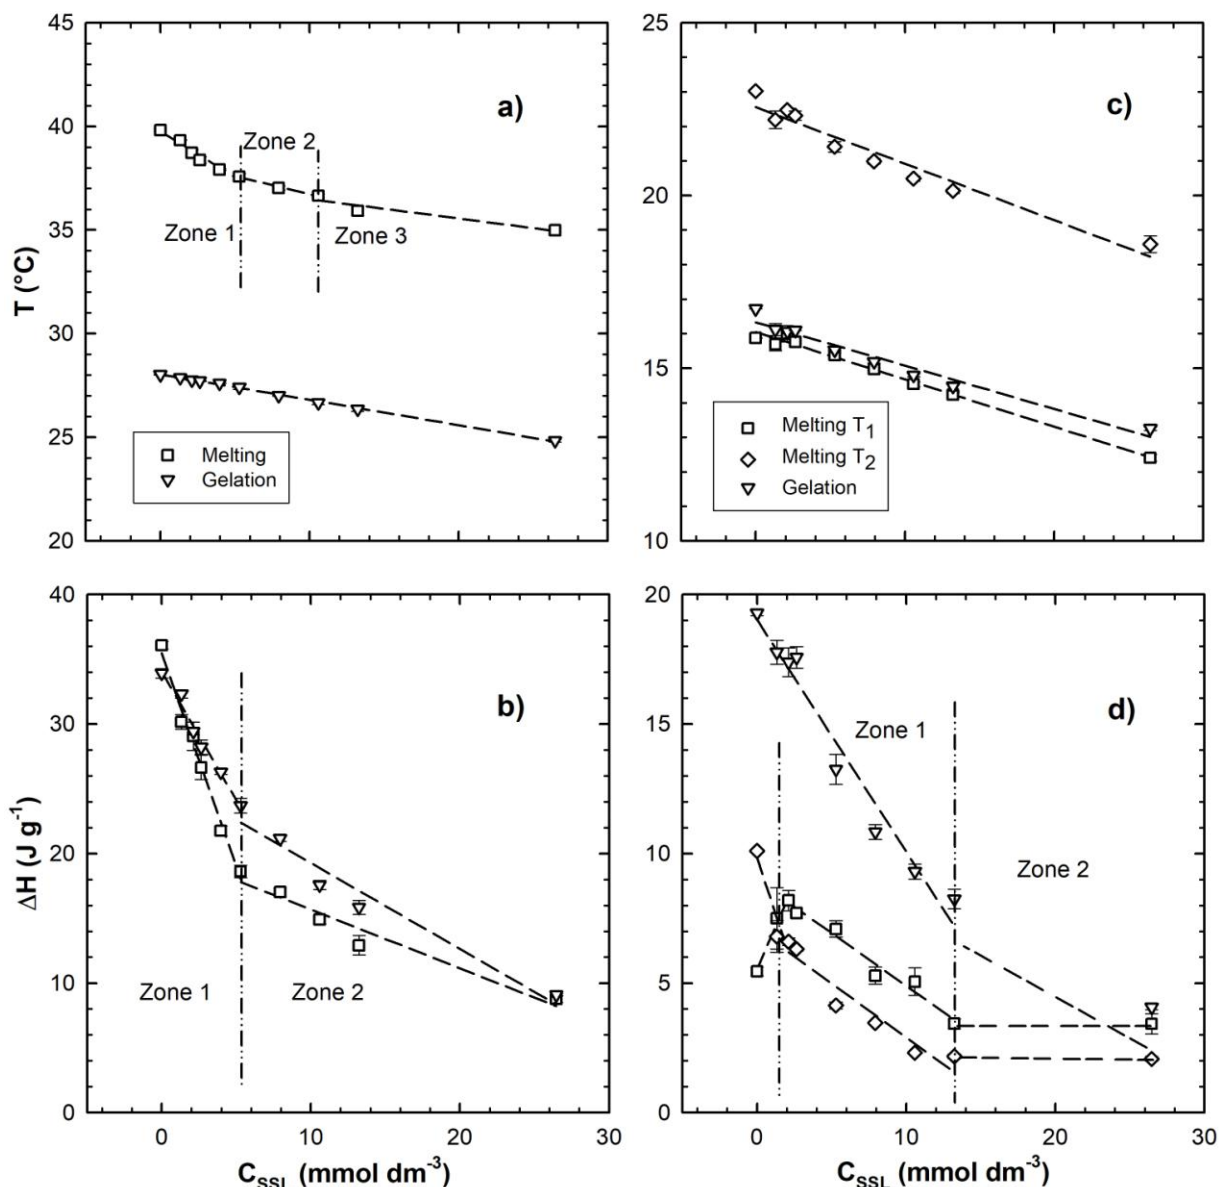 45
40
35
30
25
20
T (°C)
a)
Zone 2
Zone 1
Zone 3
Melting
Gelation
25
20
15
10
c)
Melting T1
Melting T2
Gelation
40
30
20
10
0
ΔH (J g-1)
b)
Zone 1
Zone 2
0
10
20
30
CSSL (mmol dm-3)
20
15
10
5
0
d)
Zone 1
Zone 2
0
10
20
30
CSSL (mmol dm-3)